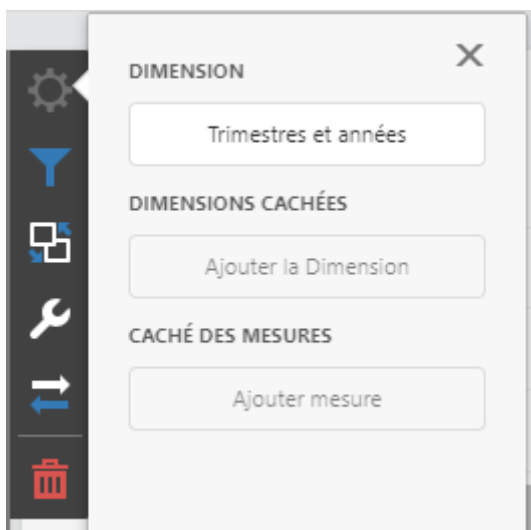 DIMENSION
Trimestres et années
DIMENSIONS CACHÉES
Ajouter la Dimension
CACHÉ DES MESURES
Ajouter mesure